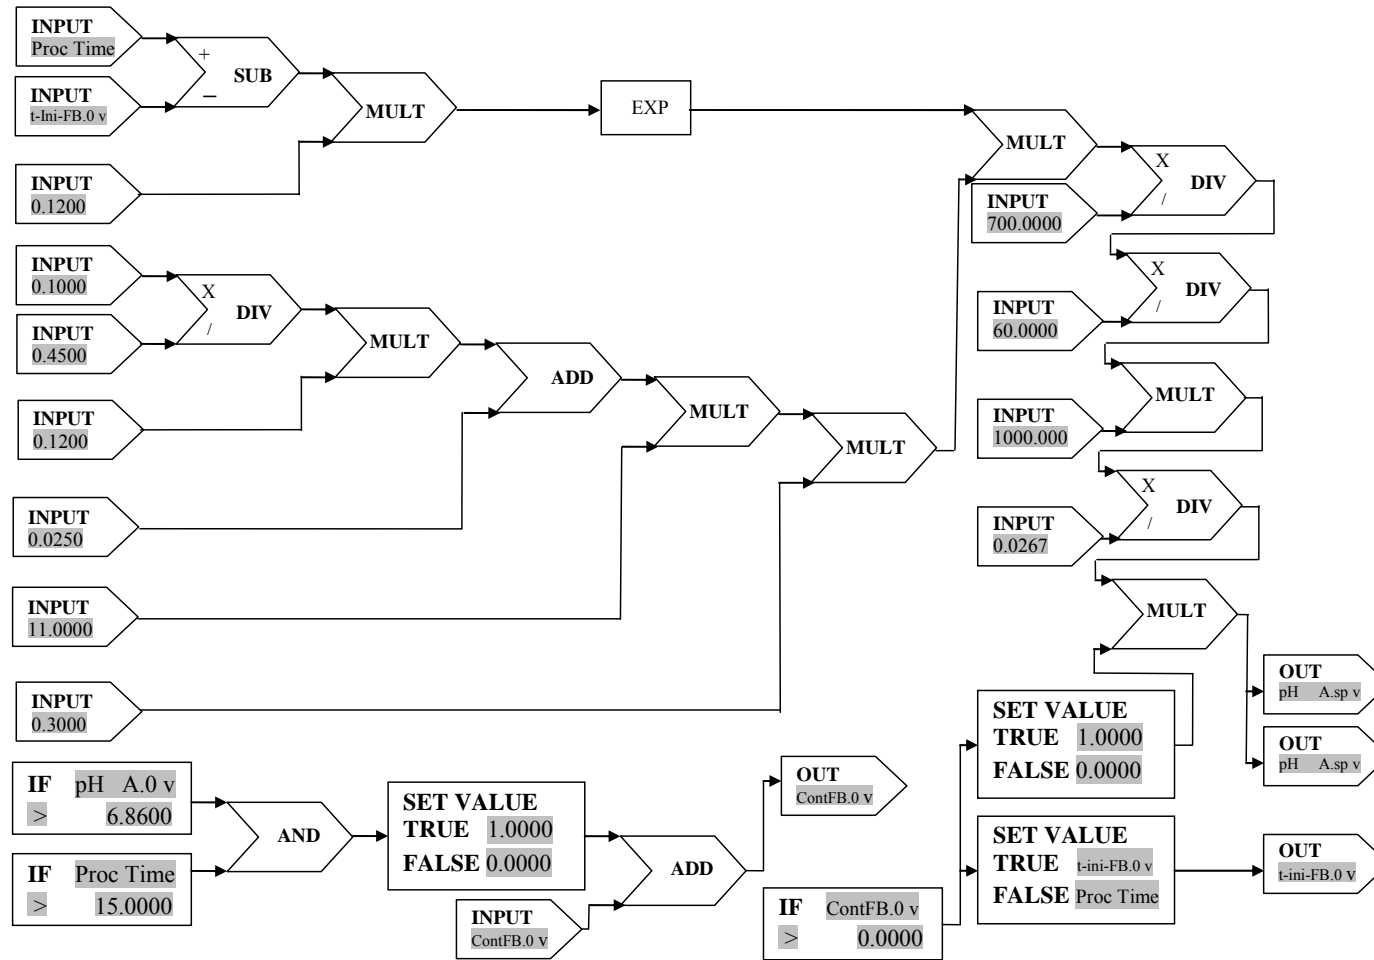 INPUT
Proc Time
+
SUB
–
INPUT
t-Ini-FB.0 v
MULT
EXP
MULT
INPUT
0.1200
X
DIV
/
INPUT
700.0000
INPUT
0.1000
X
DIV
/
INPUT
0.4500
MULT
X
DIV
/
INPUT
60.0000
ADD
INPUT
0.1200
MULT
MULT
MULT
INPUT
1000.000
INPUT
0.0250
X
DIV
/
INPUT
0.0267
INPUT
11.0000
MULT
INPUT
0.3000
OUT
pH A.sp v
SET VALUE
TRUE 1.0000
FALSE 0.0000
OUT
pH A.sp v
IF pH A.0 v
> 6.8600
AND
IF Proc Time
> 15.0000
SET VALUE
TRUE 1.0000
FALSE 0.0000
ADD
OUT
ContFB.0 v
INPUT
ContFB.0 v
IF ContFB.0 v
> 0.0000
SET VALUE
TRUE t-ini-FB.0 v
FALSE Proc Time
OUT
t-ini-FB.0 v